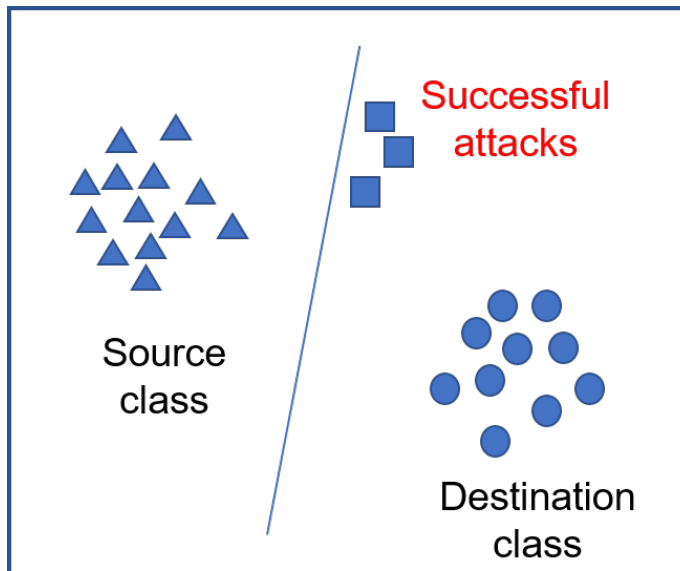 Successful
attacks
Source
class
Destination
class